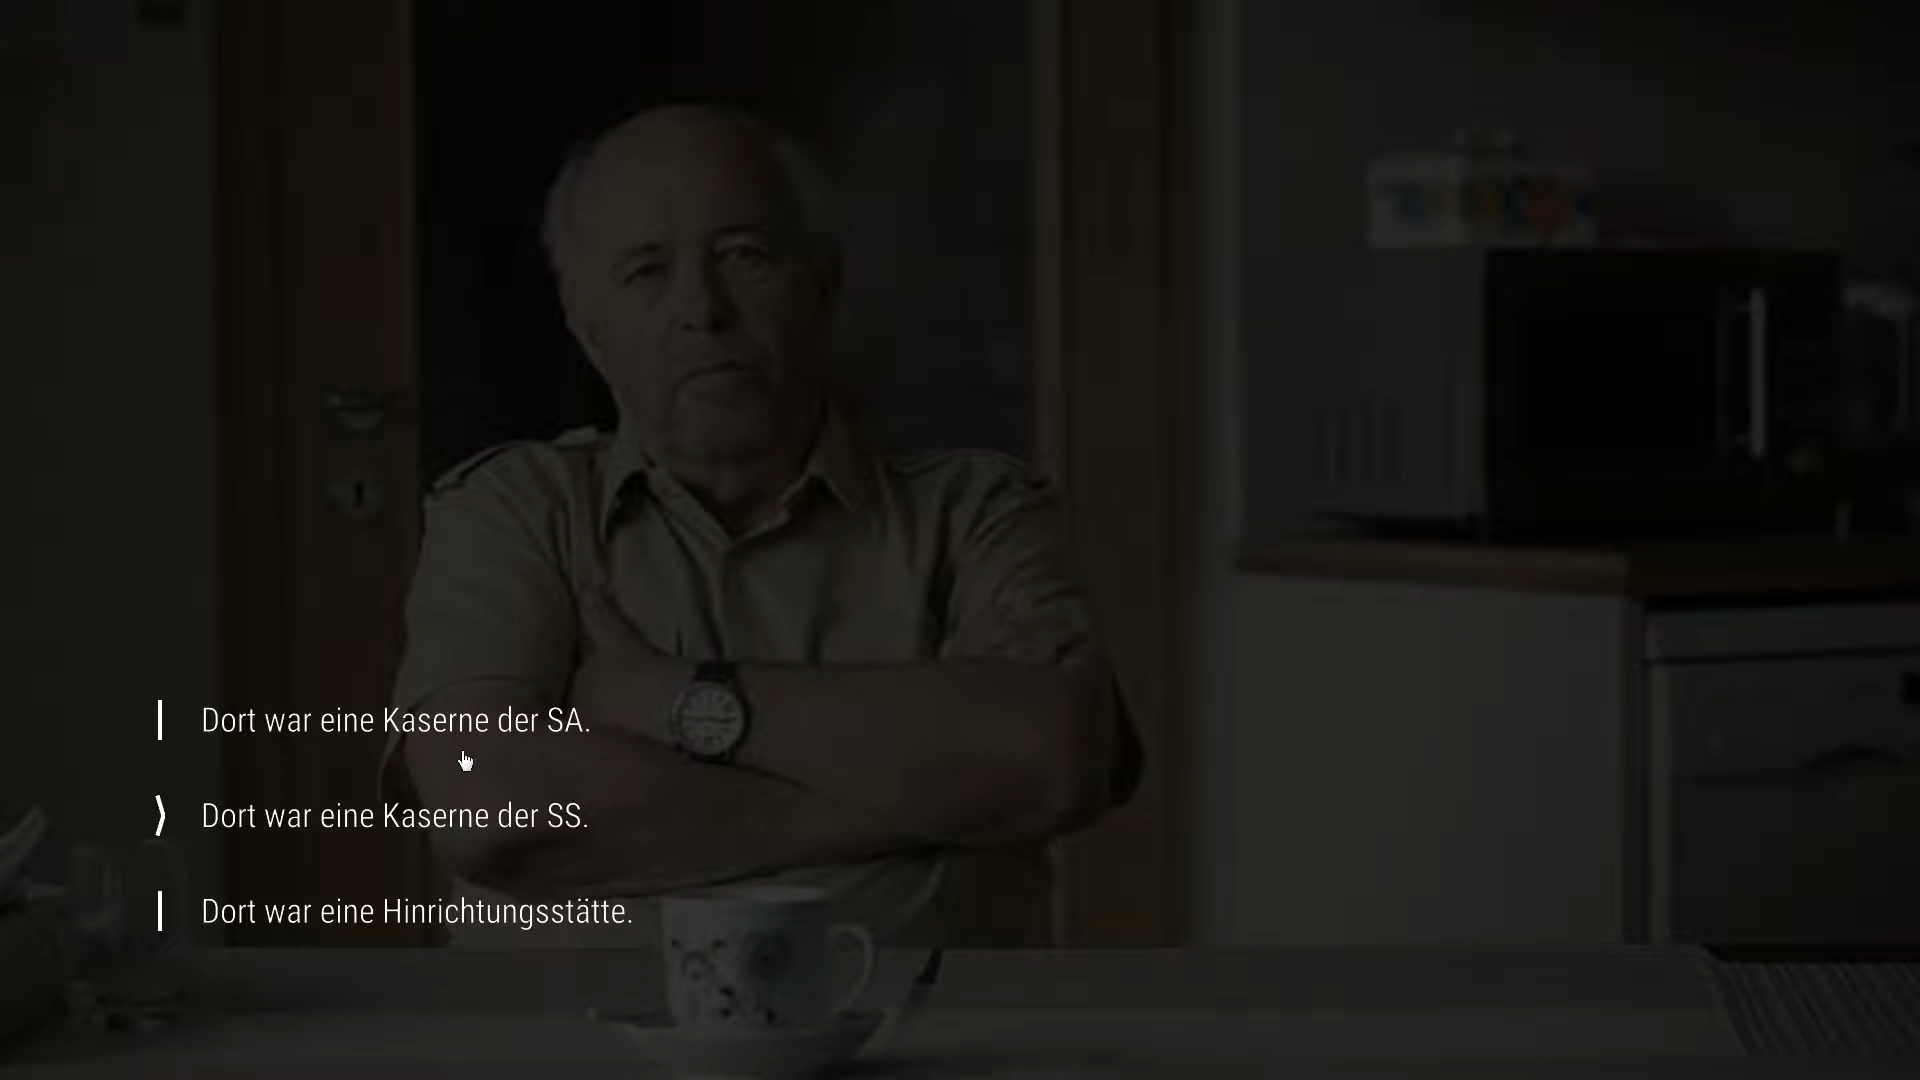 Dort war eine Kaserne der SA.
Dort war eine Kaserne der SS.
Dort war eine Hinrichtungsstätte.